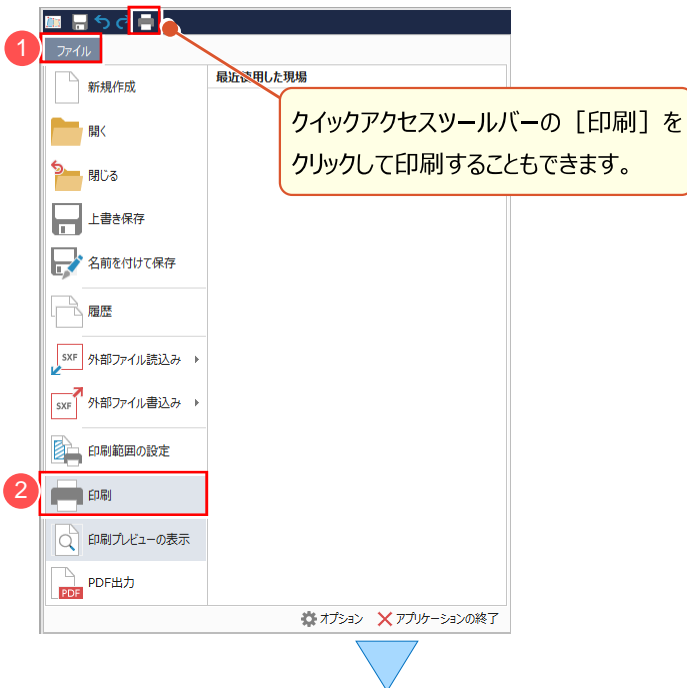 1
ファイル
最近使用した現場
新規作成
クイックアクセスツールバーの［印刷］を
クリックして印刷することもできます。
開く
閉じる
上書き保存
名前を付けて保存
履歴
SXF
外部ファイル読込み
SXF
外部ファイル書込み
印刷範囲の設定
2
印刷
印刷プレビューの表示
PDF
PDF出力
オプション アプリケーションの終了